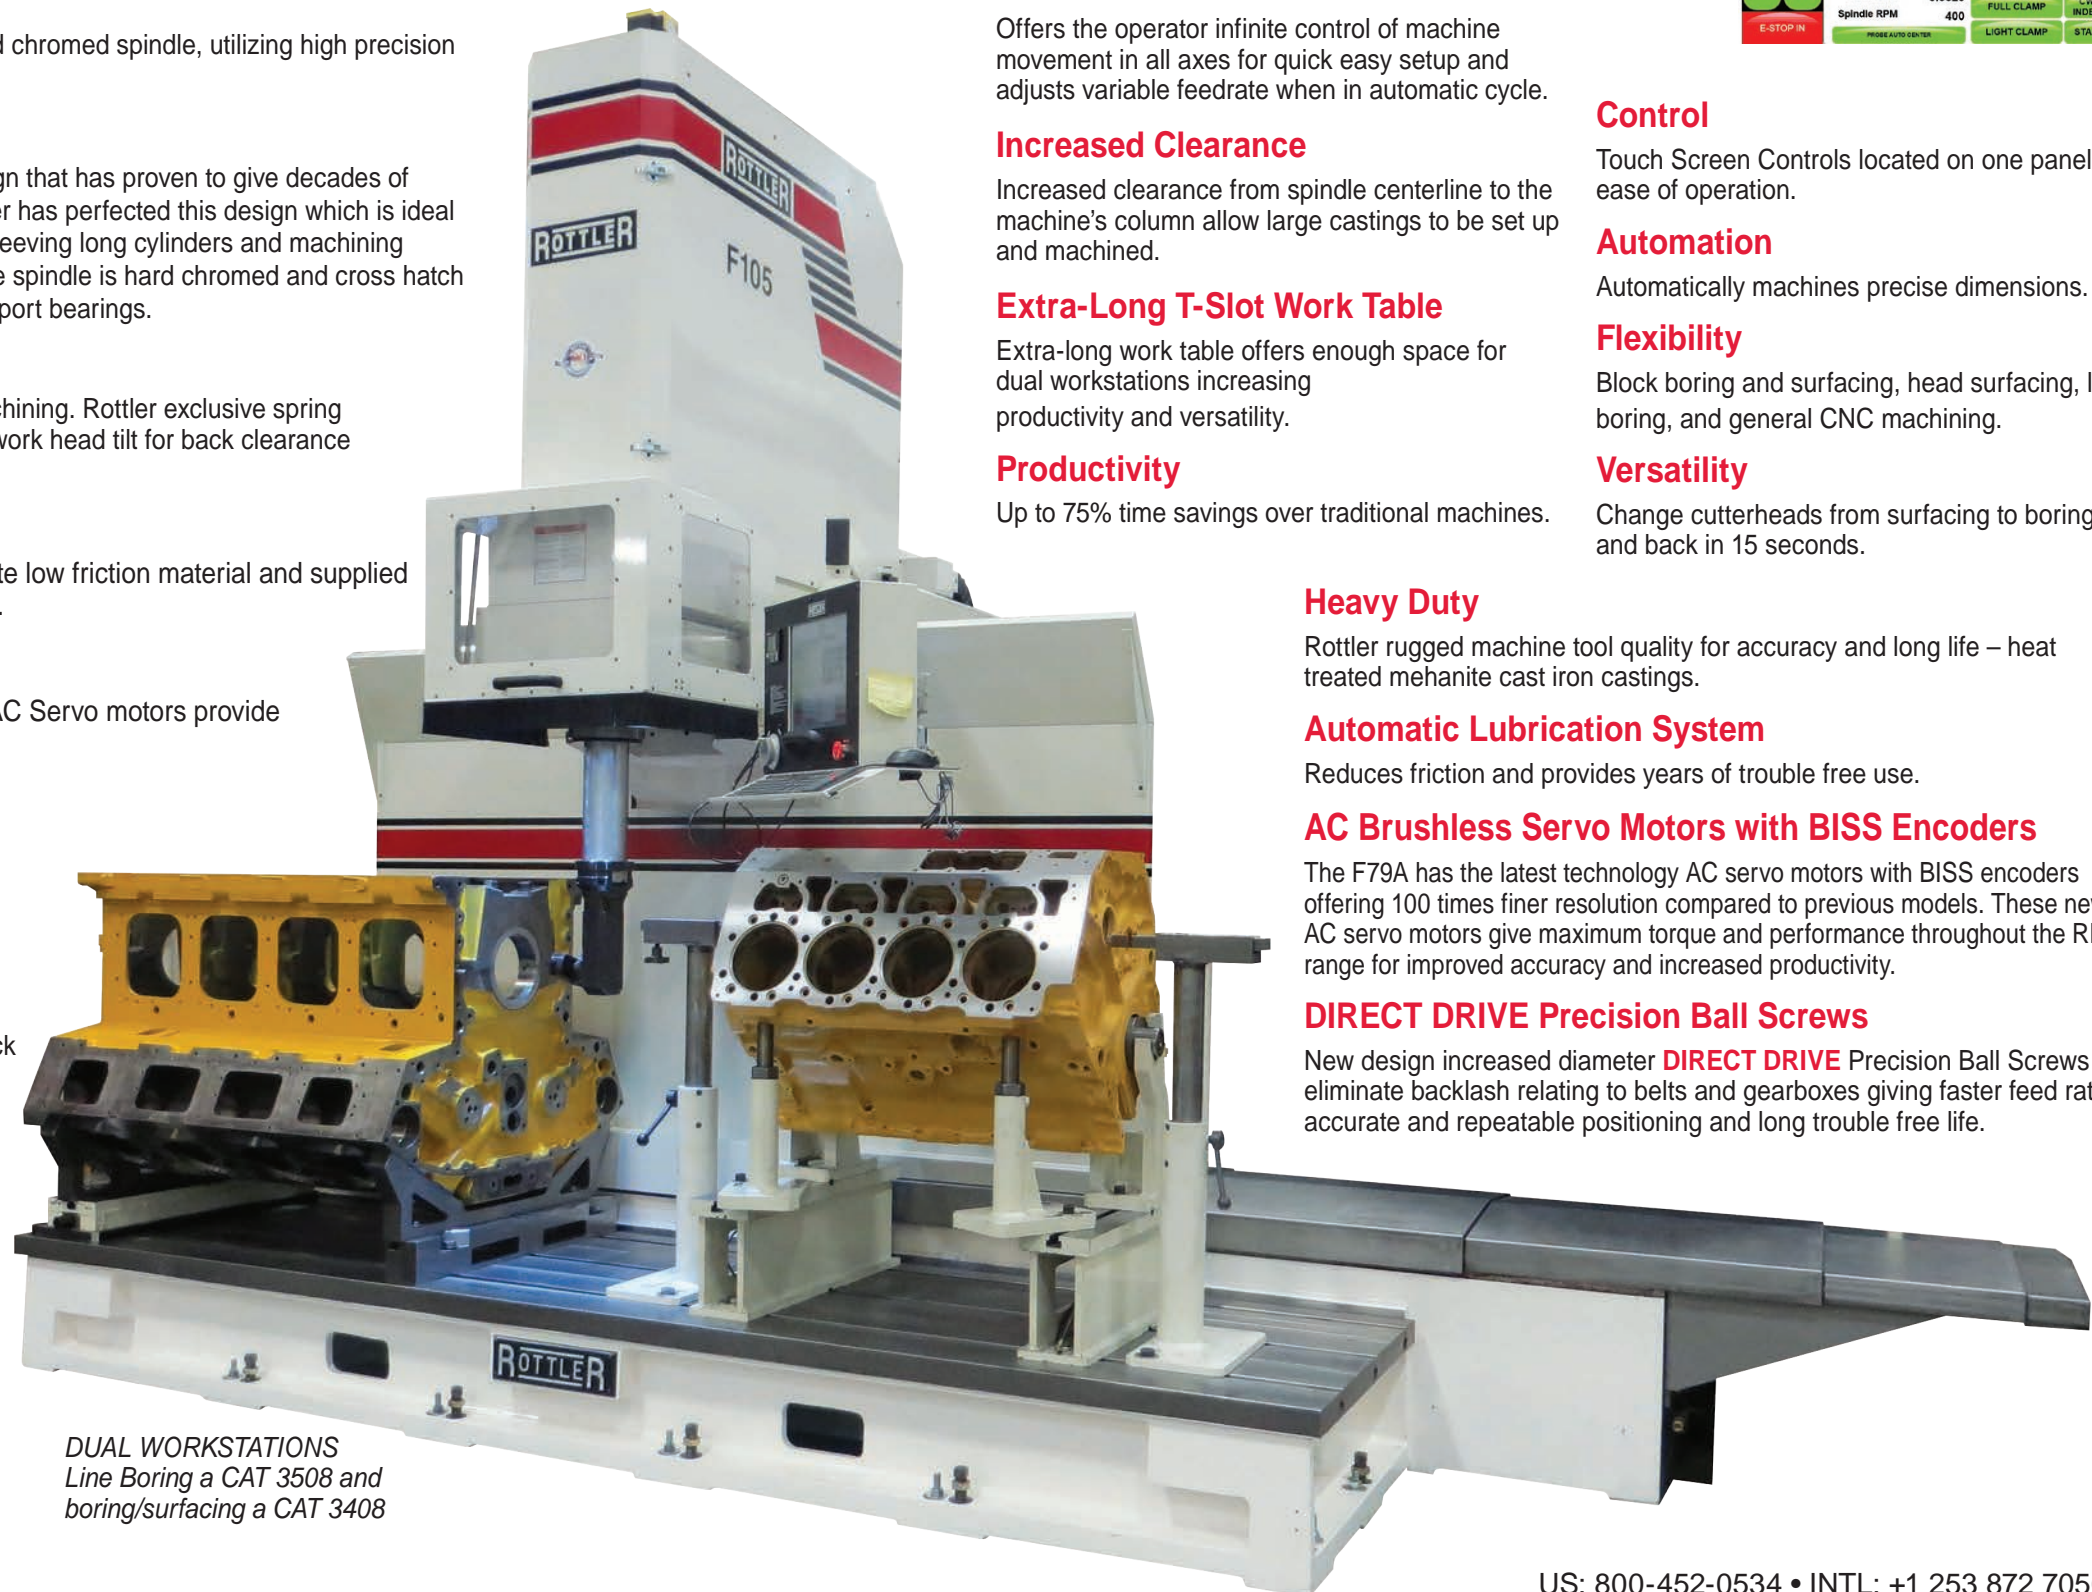 d chromed spindle, utilizing high precision
gn that has proven to give decades of
er has perfected this design which is ideal
leeving long cylinders and machining
e spindle is hard chromed and cross hatch
port bearings.
chining. Rottler exclusive spring
work head tilt for back clearance
te low friction material and supplied
.
AC Servo motors provide
ck
ROTTLER
ROTTLER
F105
ROTTLER
DUAL WORKSTATIONS
Line Boring a CAT 3508 and
boring/surfacing a CAT 3408
Offers the operator infinite control of machine
movement in all axes for quick easy setup and
adjusts variable feedrate when in automatic cycle.
Increased Clearance
Increased clearance from spindle centerline to the
machine’s column allow large castings to be set up
and machined.
Extra-Long T-Slot Work Table
Extra-long work table offers enough space for
dual workstations increasing
productivity and versatility.
Productivity
Up to 75% time savings over traditional machines.
E-STOP IN
Spindle RPM 400
PROBE AUTO CENTER
FULL CLAMP
LIGHT CLAMP
Control
Touch Screen Controls located on one panel
ease of operation.
Automation
Automatically machines precise dimensions.
Flexibility
Block boring and surfacing, head surfacing, l
boring, and general CNC machining.
Versatility
Change cutterheads from surfacing to boring
and back in 15 seconds.
Heavy Duty
Rottler rugged machine tool quality for accuracy and long life – heat
treated mehanite cast iron castings.
Automatic Lubrication System
Reduces friction and provides years of trouble free use.
AC Brushless Servo Motors with BISS Encoders
The F79A has the latest technology AC servo motors with BISS encoders
offering 100 times finer resolution compared to previous models. These ne
AC servo motors give maximum torque and performance throughout the R
range for improved accuracy and increased productivity.
DIRECT DRIVE Precision Ball Screws
New design increased diameter DIRECT DRIVE Precision Ball Screws
eliminate backlash relating to belts and gearboxes giving faster feed rat
accurate and repeatable positioning and long trouble free life.
US: 800-452-0534 • INTL: +1 253 872 705